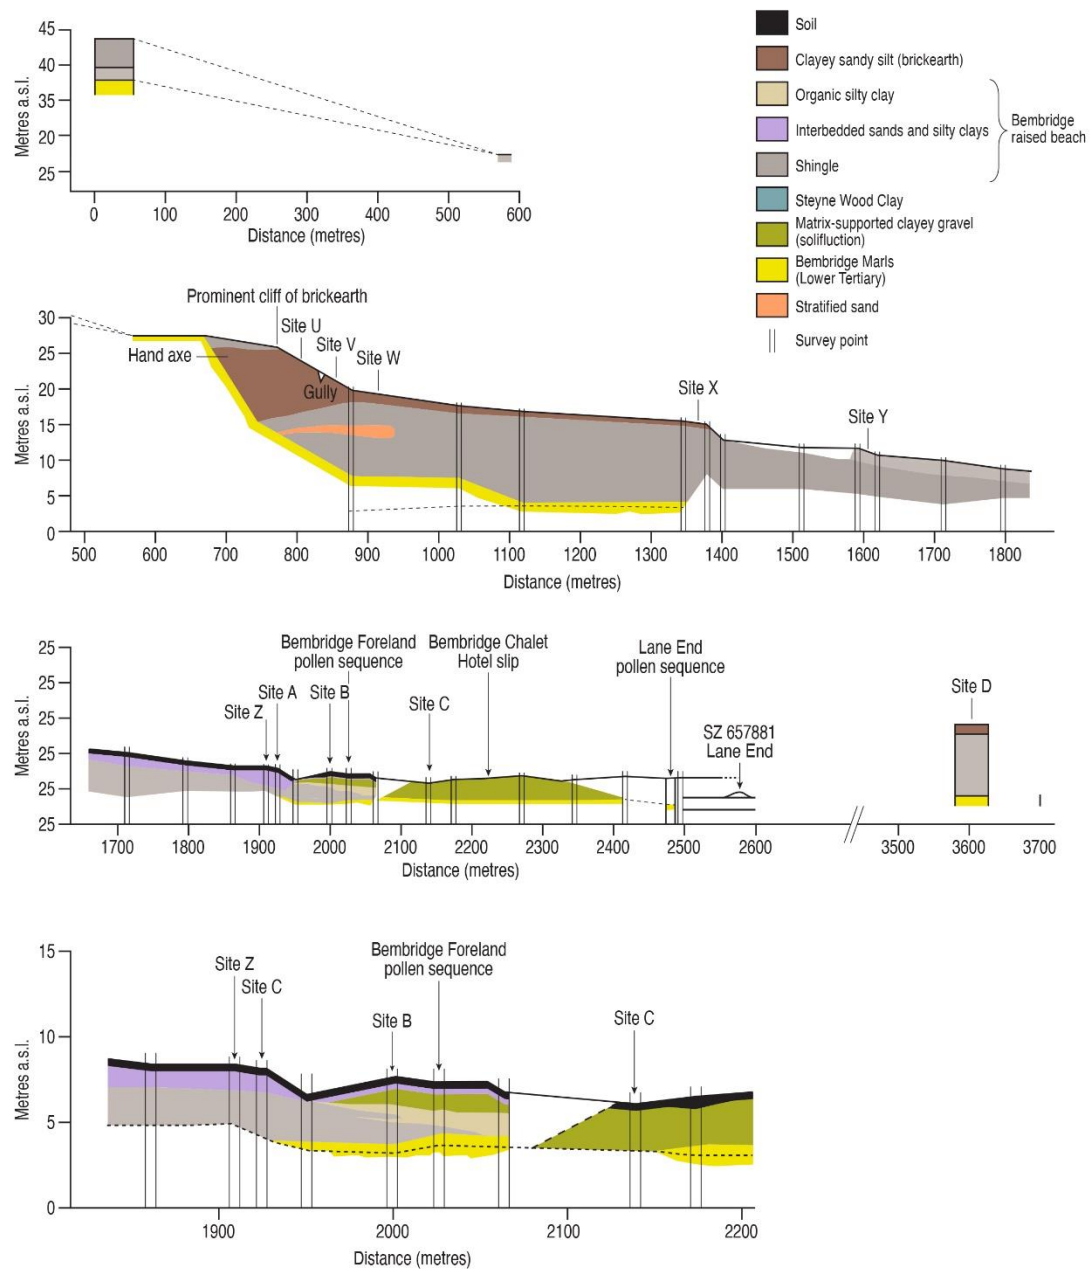 45
40
35
20
25
Metres a.s.l.
0 100 200 300 400 500 600
Distance (metres)
Soil
Clayey sandy silt (brickearth)
Organic silty clay
Interbedded sands and silty clays
Shingle
Bembridge
raised beach
Steyne Wood Clay
Matrix-supported clayey gravel
(solifluction)
Bembridge Marls
(Lower Tertiary)
Stratified sand
Survey point
Prominent cliff of brickearth
Site U
Site V
Site W
Hand axe
Gully
Site X
Site Y
30
25
20
15
10
5
0
Metres a.s.l.
500 600 700 800 900 1000 1100 1200 1300 1400 1500 1600 1700 1800
Distance (metres)
25
25
25
25
25
25
Metres a.s.l.
Bembridge Foreland
pollen sequence
Site A
Site B
Site Z
Bembridge Chalet
Hotel slip
Site C
Lane End
pollen sequence
SZ 657881
Lane End
Site D
1700 1800 1900 2000 2100 2200 2300 2400 2500 2600 3500 3600 3700
Distance (metres)
15
10
5
0
Metres a.s.l.
Site Z
Site C
Bembridge Foreland
pollen sequence
Site B
Site C
1900 2000 2100 2200
Distance (metres)